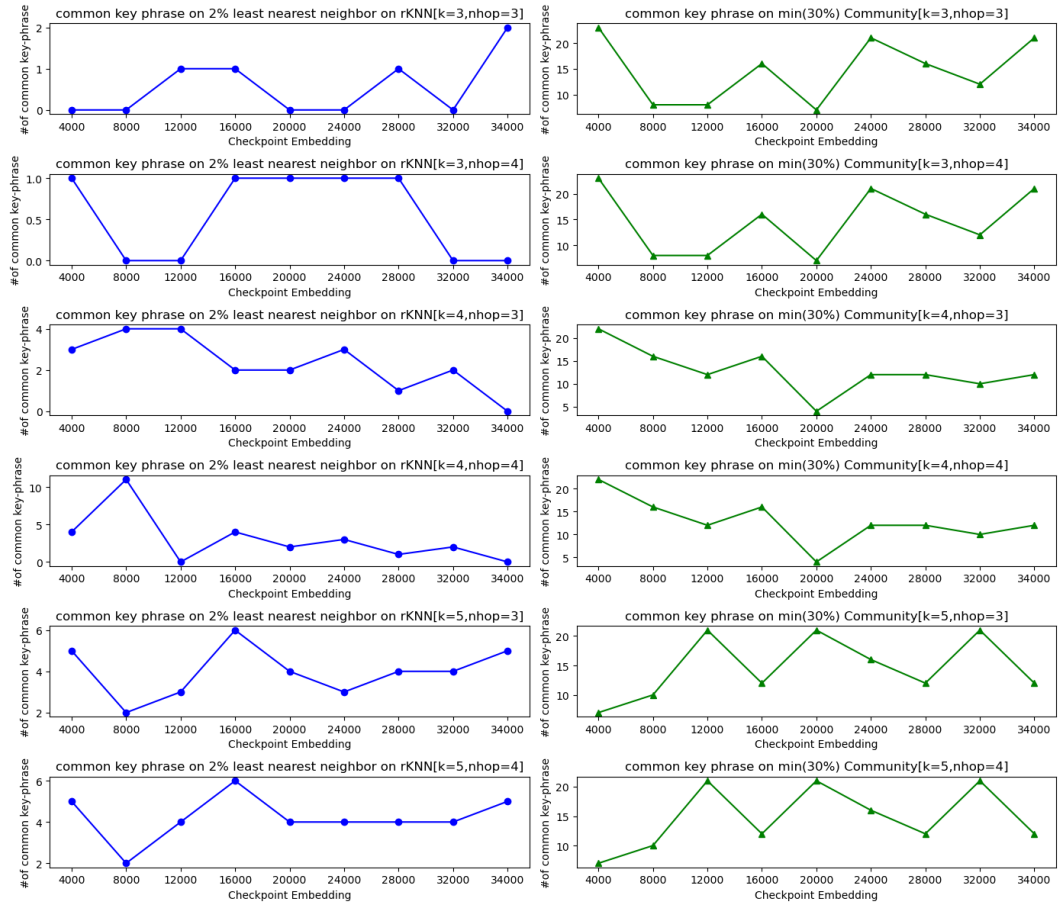 common key phrase on 2% least nearest neighbor on rKNN[k=3,nhop=3]
#of common key-phrase
2
1
0
4000 8000 12000 16000 20000 24000 28000 32000 34000
Checkpoint Embedding
common key phrase on min(30%) Community[k=3,nhop=3]
#of common key-phrase
20
15
10
4000 8000 12000 16000 20000 24000 28000 32000 34000
Checkpoint Embedding
common key phrase on 2% least nearest neighbor on rKNN[k=3,nhop=4]
#of common key-phrase
1.0
0.5
0.0
4000 8000 12000 16000 20000 24000 28000 32000 34000
Checkpoint Embedding
common key phrase on min(30%) Community[k=3,nhop=4]
#of common key-phrase
20
15
10
4000 8000 12000 16000 20000 24000 28000 32000 34000
Checkpoint Embedding
common key phrase on 2% least nearest neighbor on rKNN[k=4,nhop=3]
#of common key-phrase
4
2
0
4000 8000 12000 16000 20000 24000 28000 32000 34000
Checkpoint Embedding
common key phrase on min(30%) Community[k=4,nhop=3]
#of common key-phrase
20
15
10
5
4000 8000 12000 16000 20000 24000 28000 32000 34000
Checkpoint Embedding
common key phrase on 2% least nearest neighbor on rKNN[k=4,nhop=4]
#of common key-phrase
10
5
0
4000 8000 12000 16000 20000 24000 28000 32000 34000
Checkpoint Embedding
common key phrase on min(30%) Community[k=4,nhop=4]
#of common key-phrase
20
15
10
5
4000 8000 12000 16000 20000 24000 28000 32000 34000
Checkpoint Embedding
common key phrase on 2% least nearest neighbor on rKNN[k=5,nhop=3]
#of common key-phrase
6
4
2
4000 8000 12000 16000 20000 24000 28000 32000 34000
Checkpoint Embedding
common key phrase on min(30%) Community[k=5,nhop=3]
#of common key-phrase
20
15
10
4000 8000 12000 16000 20000 24000 28000 32000 34000
Checkpoint Embedding
common key phrase on 2% least nearest neighbor on rKNN[k=5,nhop=4]
#of common key-phrase
6
4
2
4000 8000 12000 16000 20000 24000 28000 32000 34000
Checkpoint Embedding
common key phrase on min(30%) Community[k=5,nhop=4]
#of common key-phrase
20
15
10
4000 8000 12000 16000 20000 24000 28000 32000 34000
Checkpoint Embedding